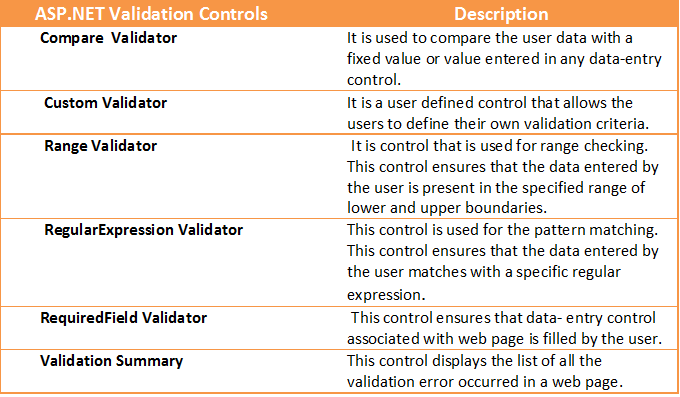 ASP.NET Validation Controls Description
Compare Validator It is used to compare the user data with a
fixed value or value entered in any data-entry
control.
Custom Validator It is a user defined control that allows the
users to define their own validation criteria.
Range Validator It is control that is used for range checking.
This control ensures that the data entered by
the user is present in the specified range of
lower and upper boundaries.
RegularExpression Validator This control is used for the pattern matching.
This control ensures that the data entered by
the user matches with a specific regular
expression.
RequiredField Validator This control ensures that data- entry control
associated with web page is filled by the user.
Validation Summary This control displays the list of all the
validation error occurred in a web page.